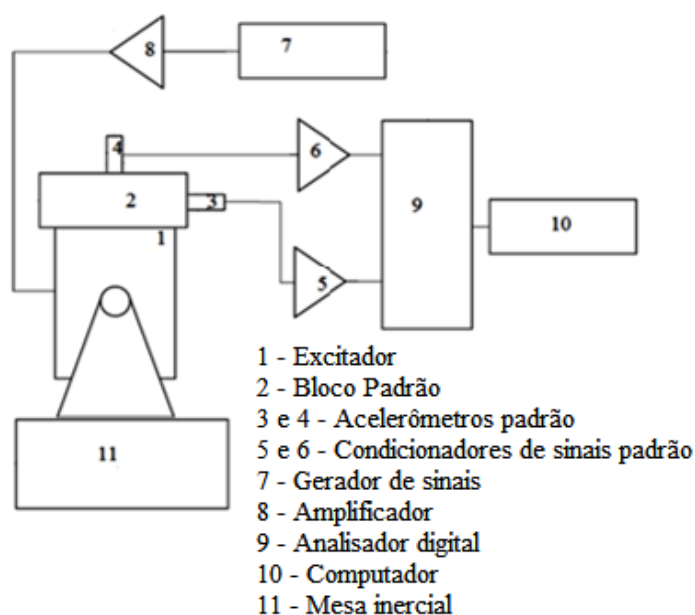 8
7
4
6
2
3
9
10
1
5
11
1 - Excitador
2 - Bloco Padrão
3 e 4 - Acelerômetros padrão
5 e 6 - Condicionadores de sinais padrão
7 - Gerador de sinais
8 - Amplificador
9 - Analisador digital
10 - Computador
11 - Mesa inercial